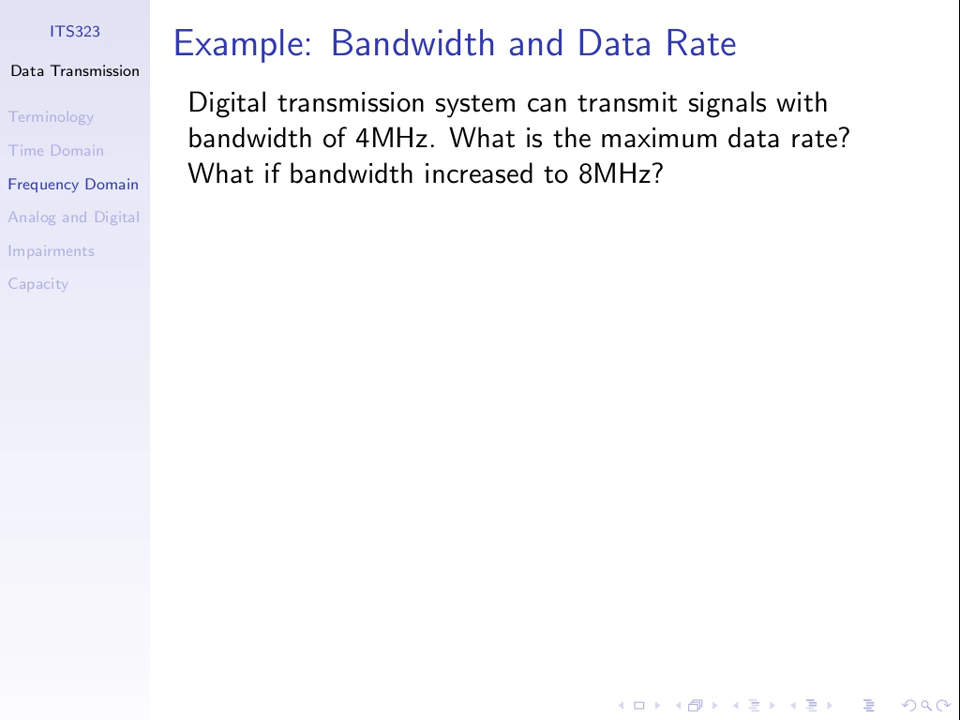 ITS323
Data Transmission
Terminology
Time Domain
Frequency Domain
Analog and Digital
Impairments
Capacity
Example: Bandwidth and Data Rate
Digital transmission system can transmit signals with
bandwidth of 4MHz. What is the maximum data rate?
What if bandwidth increased to 8MHz?